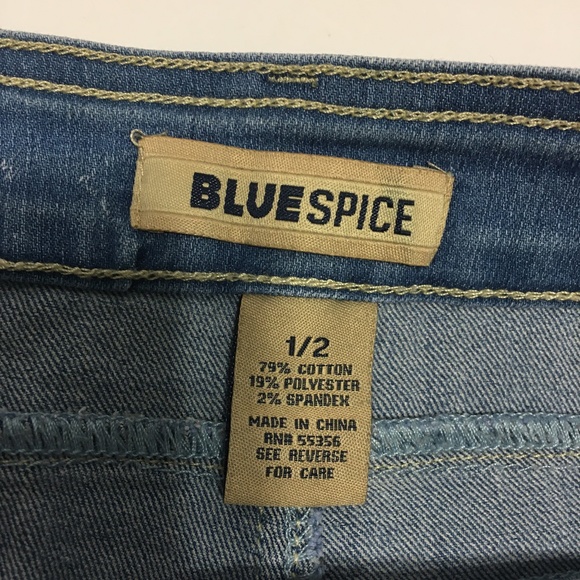 BLUESPICE
1/2
79% COTTON
19% POLYESTER
2% SPANDEX
MADE IN CHINA
RN# 55356
SEE REVERSE
FOR CARE